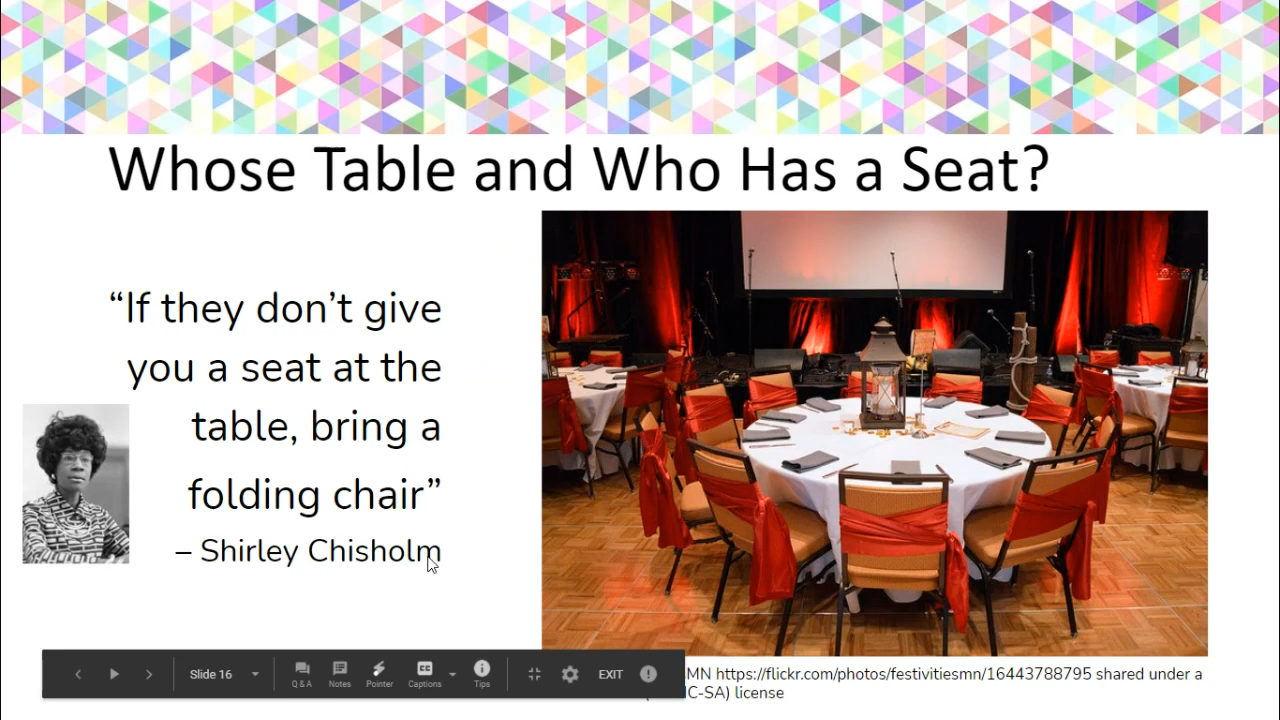 Whose Table and Who Has a Seat?
“If they don’t give
you a seat at the
table, bring a
folding chair”
– Shirley Chisholm
MN https://flickr.com/photos/festivitiesmn/16443788795 shared under a
C-SA) license
Slide 16
Q & A
Notes
Pointer
CC
Captions
Tips
EXIT